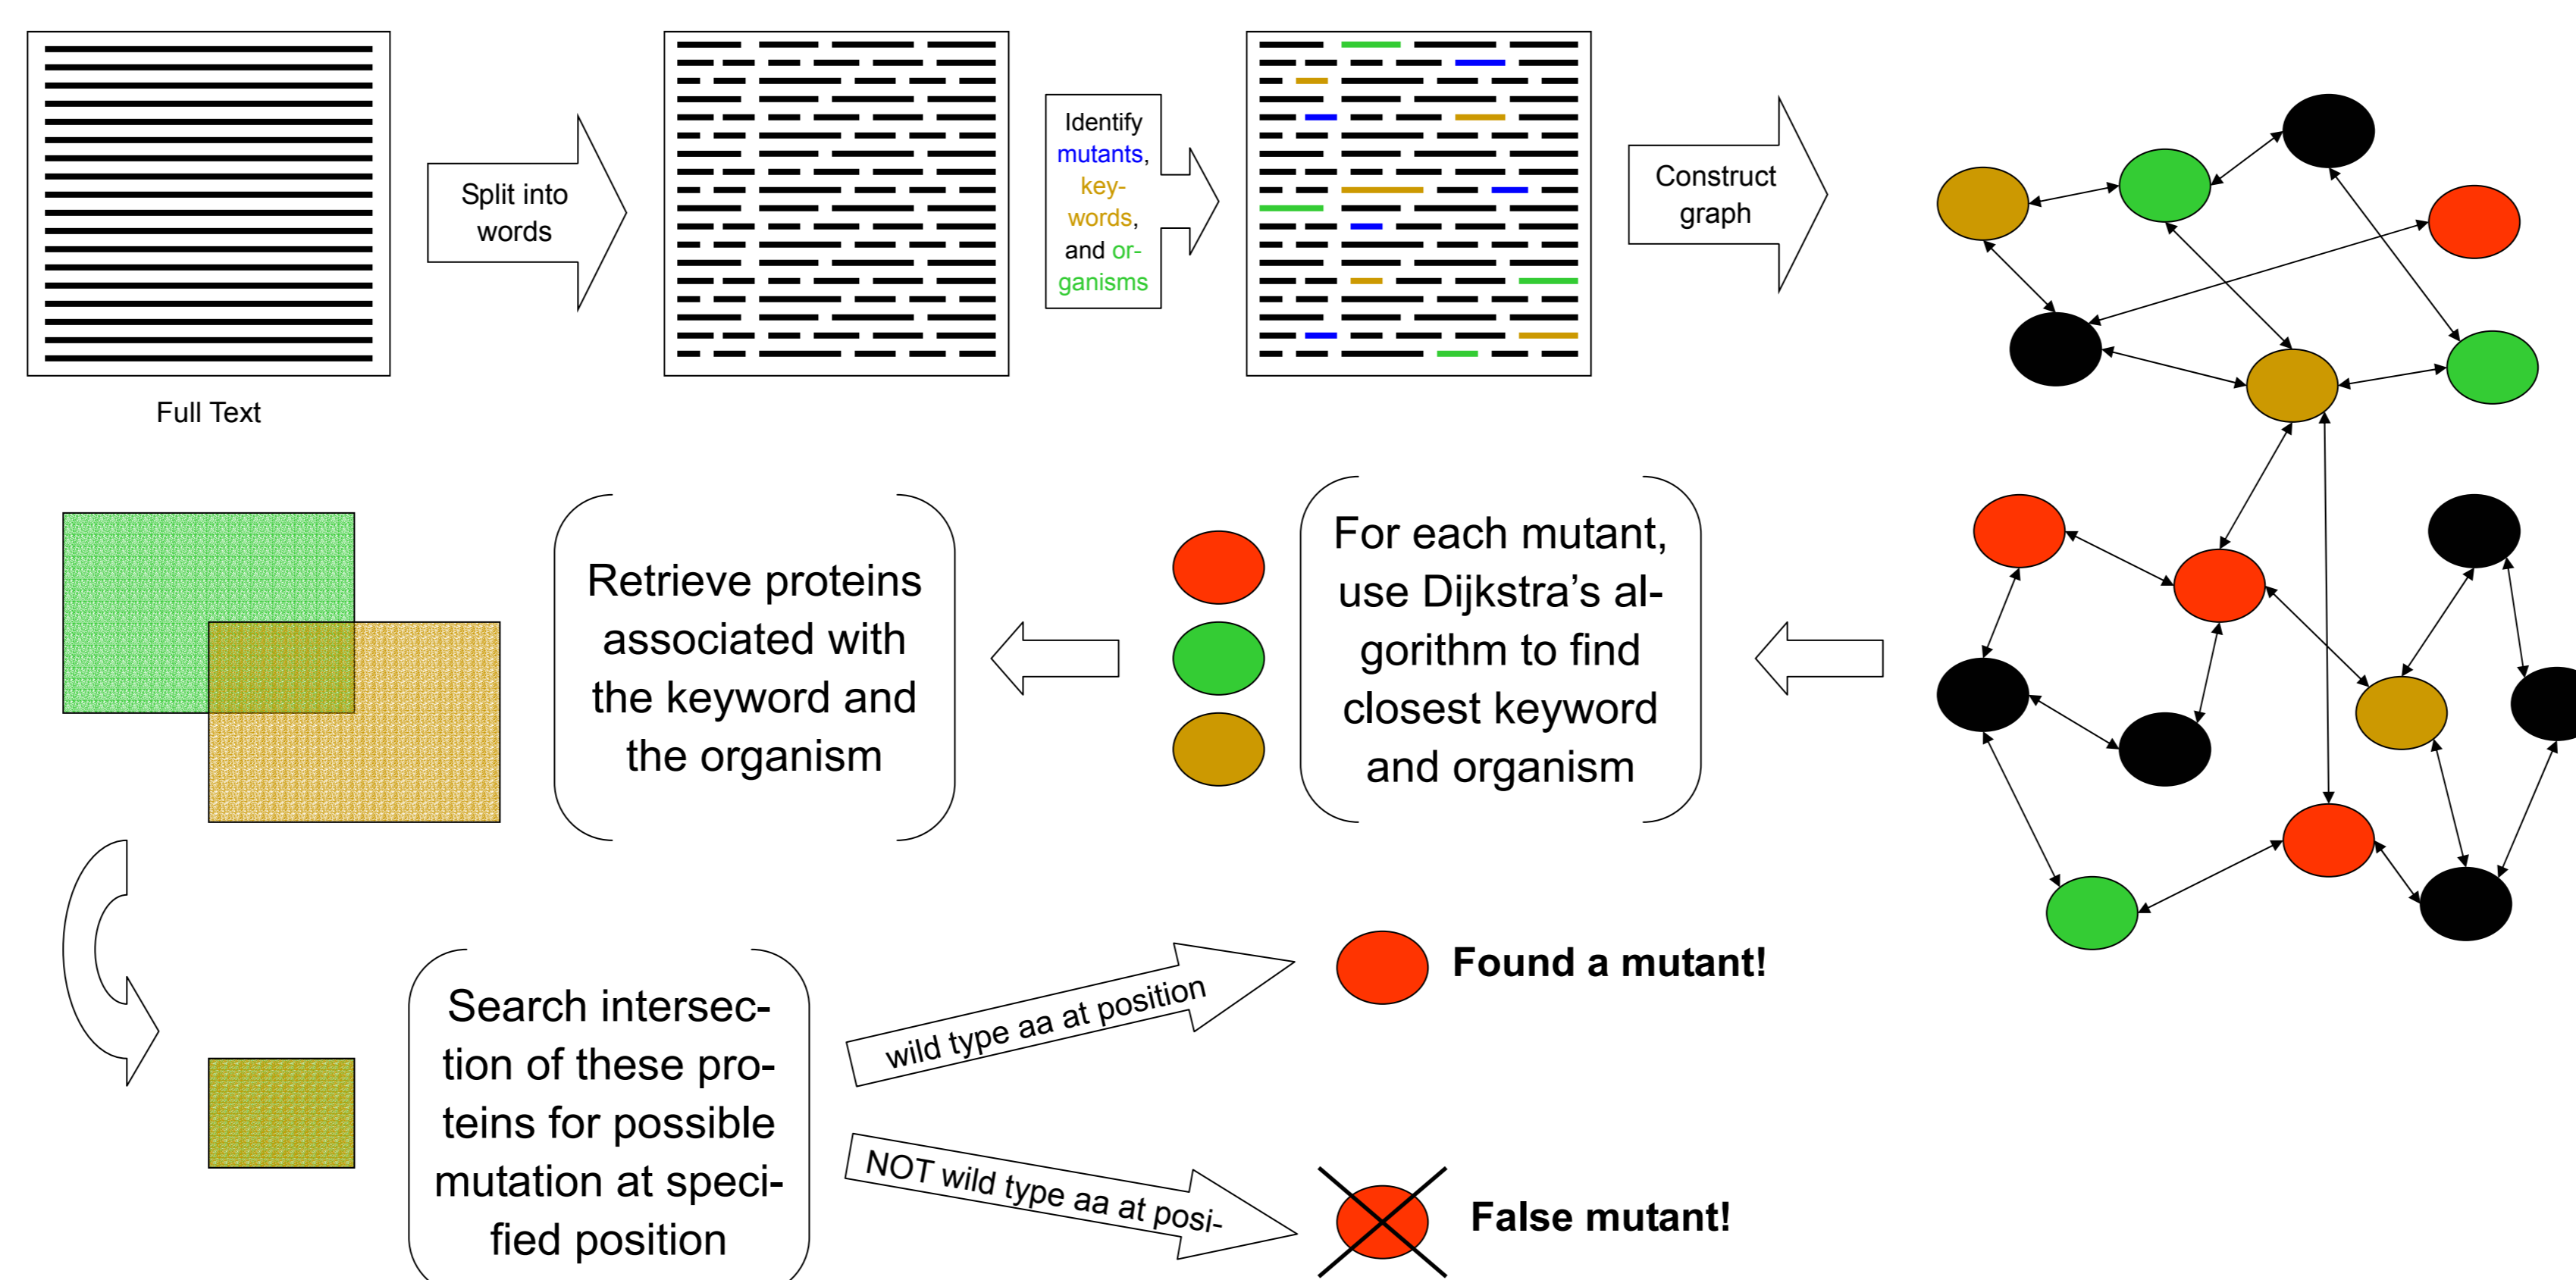 Full Text
Split into
words
Identify
mutants,
key-
words,
and or-
ganisms
Construct
graph
For each mutant,
use Dijkstra’s al-
gorithm to find
closest keyword
and organism
Retrieve proteins
associated with
the keyword and
the organism
Search intersec-
tion of these pro-
teins for possible
mutation at speci-
fied position
wild type aa at position
Found a mutant!
NOT wild type aa at posi-
False mutant!